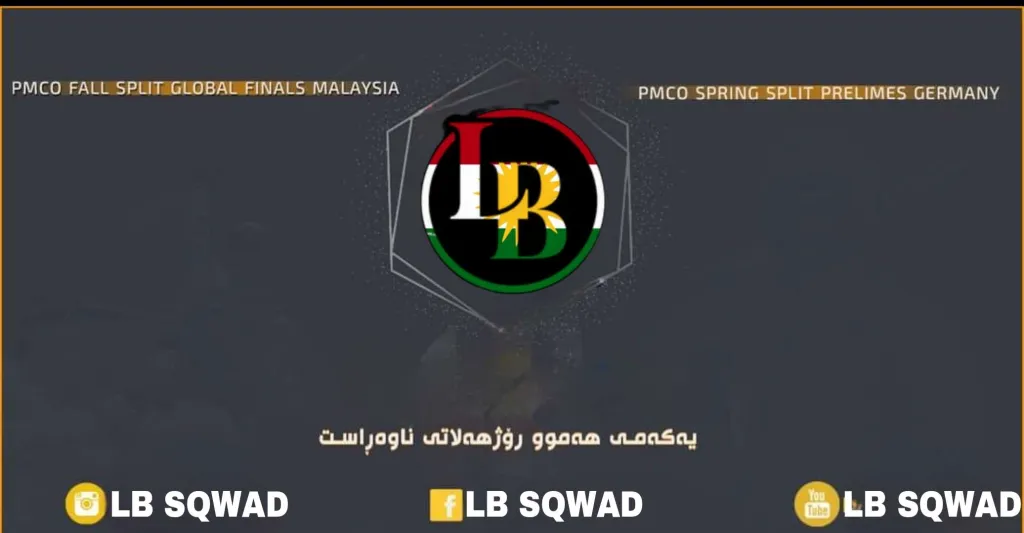 PMCO FALL SPLIT GLOBAL FINALS MALAYSIA
PMCO SPRING SPLIT PRELIMES GERMANY
LB
یەکەمی هەموو رۆژهەلاتی ناوەڕاست
LB SQWAD
LB SQWAD
You Tube LB SQWAD